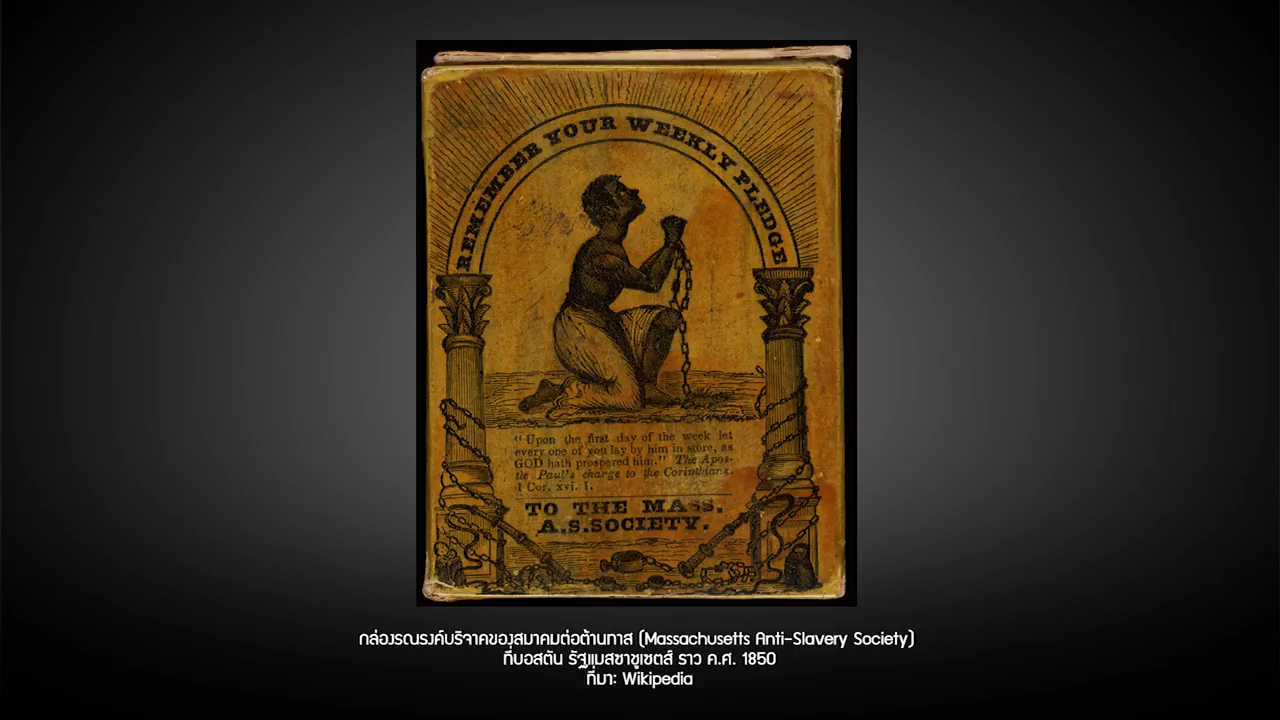 REMEMBER YOUR WEEKLY PLEDGE
"Upon the first day of the week let
every one of you lay by him in store, as
GOD hath prospered him." The Apos-
tle Paul's charge to the Corinthians.
1 Cor. xvi. 1.
TO THE MASS.
A.S.SOCIETY.
กล่องรณรงค์บริจาคของสมาคมต่อต้านทาส (Massachusetts Anti-Slavery Society)
ที่บอสตัน รัฐแมสซาชูเซตส์ ราว ค.ศ. 1850
ที่มา: Wikipedia